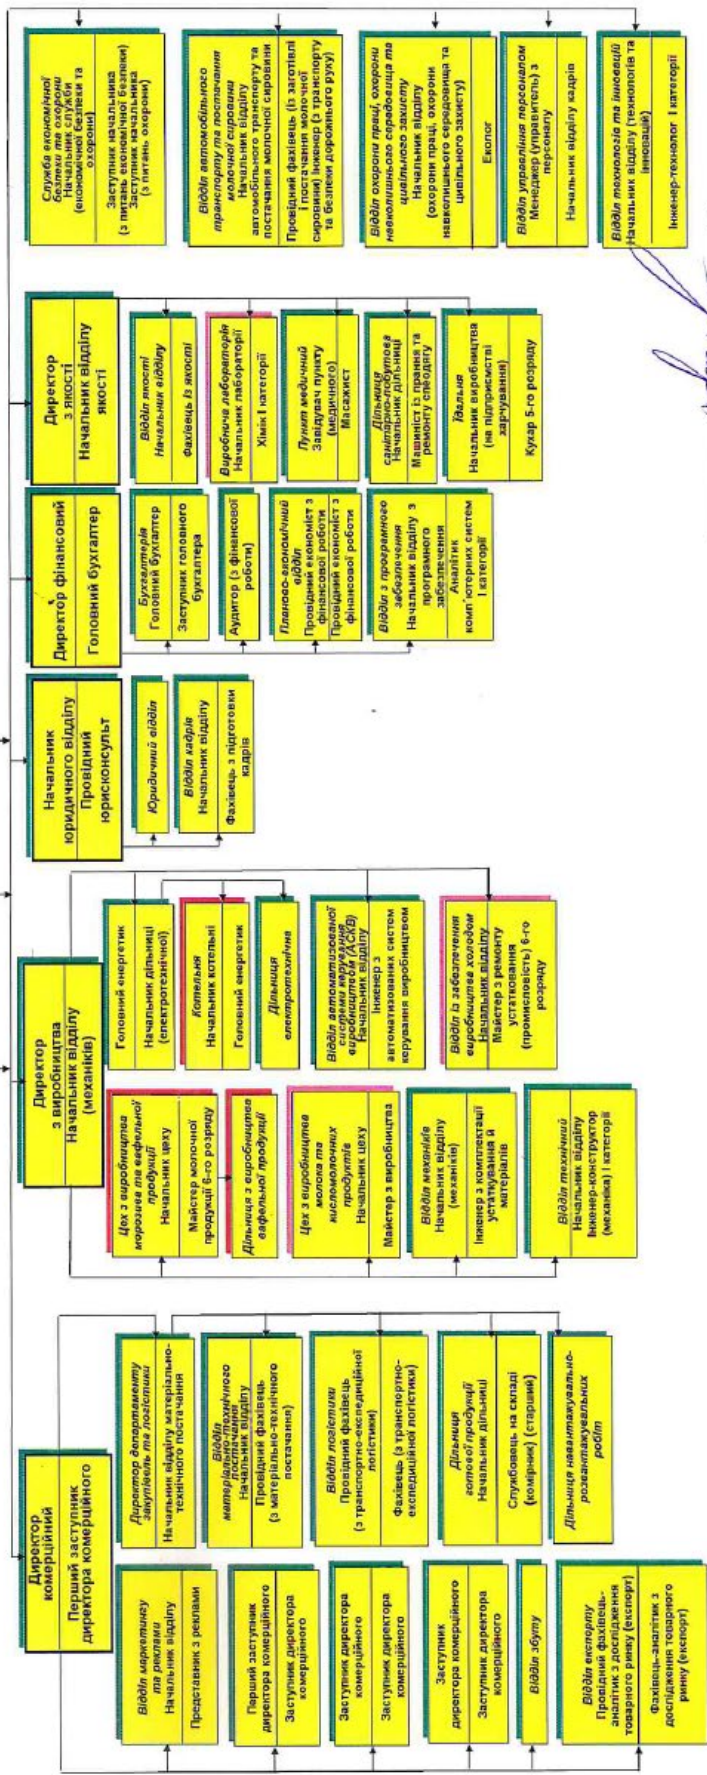 Директор
комерційний
Перший заступник
директора комерційного
Відділ маркетингу
та реклами
Начальник відділу
Представник з реклами
Перший заступник
директора комерційного
Заступник директора
комерційного
Заступник директора
комерційного
Заступник директора
комерційного
Заступник
директора комерційного
Заступник директора
комерційного
Відділ збуту
Відділ експорту
Провідний фахівець-
аналітик з дослідження
товарного ринку (експорт)
Фахівець-аналітик з
дослідження товарного
ринку (експорт)
Директор департаменту
закупівель та логістики
Начальник відділу матеріально-
технічного постачання
Відділ
матеріально-технічного
постачання
Начальник відділу
Провідний фахівець
(з матеріально-технічного
постачання)
Відділ логістики
Провідний фахівець
(з транспортно-експедиційної
логістики)
Фахівець (з транспортно-
експедиційної логістики)
Дільниця
готової продукції
Начальник дільниці
Службовець на складі
(комірник) (старший)
Дільниця навантажувально-
розвантажувальних
робіт
Директор
з виробництва
Начальник відділу
(механіків)
Цех з виробництва
морозива та вафельної
продукції
Начальник цеху
Майстер молочної
продукції 6-го розряду
Дільниця з виробництва
вафельної продукції
Цех з виробництва
молока та
кисломолочних
продуктів
Начальник цеху
Майстер з виробництва
Відділ механіків
Начальник відділу
(механіків)
Інженер з комплектації
устаткування й
матеріалів
Відділ технічний
Начальник відділу
Інженер-конструктор
(механіка) І категорії
Головний енергетик
Начальник дільниці
(електротехнічної)
Котельня
Начальник котельні
Головний енергетик
Дільниця
електротехнічна
Відділ автоматизованої
системи керування
виробництвом (АСКВ)
Начальник відділу
Інженер з
автоматизованих систем
керування виробництвом
Відділ із забезпечення
виробництва холодом
Начальник відділу
Майстер з ремонту
устатковання
(промисловість) 6-го
розряду
Начальник
юридичного відділу
Провідний
юрисконсульт
Юридичний відділ
Відділ кадрів
Начальник відділу
Фахівець з підготовки
кадрів
Директор фінансовий
Головний бухгалтер
Бухгалтерія
Головний бухгалтер
Заступник головного
бухгалтера
Аудитор (з фінансової
роботи)
Планово-економічний
відділ
Провідний економіст з
фінансової роботи
Провідний економіст з
фінансової роботи
Відділ з програмного
забезпечення
Начальник відділу з
програмного
забезпечення
Аналітик
комп'ютерних систем
І категорії
Директор
з якості
Начальник відділу
якості
Відділ якості
Начальник відділу
Фахівець із якості
Виробнича лабораторія
Начальник лабораторії
Хімік І категорії
Пункт медичний
Завідувач пункту
(медичного)
Масажист
Дільниця
санітарно-побутова
Начальник дільниці
Машиніст із прання та
ремонту спецодягу
Їдальня
Начальник виробництва
(на підприємстві
харчування)
Кухар 5-го розряду
Служба економічної
безпеки та охорони
Начальник служби
(економічної безпеки та
охорони)
Заступник начальника
(з питань економічної безпеки)
Заступник начальника
(з питань охорони)
Відділ автомобільного
транспорту та постачання
молочної сировини
Начальник відділу
автомобільного транспорту та
постачання молочної сировини
Провідний фахівець (із заготівлі
і постачання молочної
сировини) Інженер (з транспорту
та безпеки дорожнього руху)
Відділ охорони праці, охорони
навколишнього середовища та
цивільного захисту
Начальник відділу
(охорони праці, охорони
навколишнього середовища та
цивільного захисту)
Еколог
Відділ управління персоналом
Менеджер (управитель) з
персоналу
Начальник відділу кадрів
Відділ технологів та інновацій
Начальник відділу (технологів та
інновацій)
Інженер-технолог І категорії